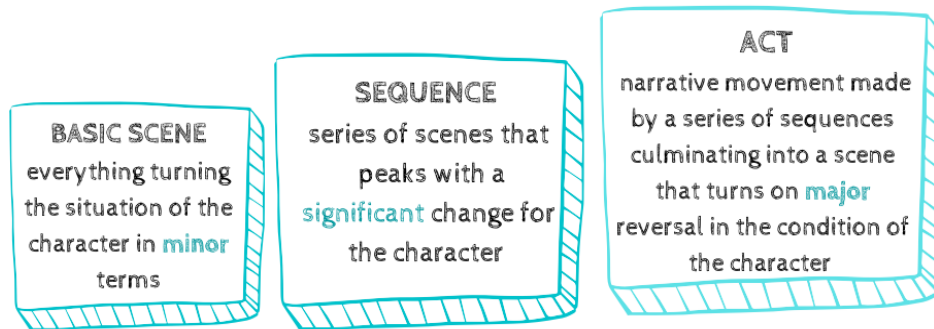 BASIC SCENE
everything turning
the situation of the
character in minor
terms
SEQUENCE
series of scenes that
peaks with a
significant change for
the character
ACT
narrative movement made
by a series of sequences
culminating into a scene
that turns on major
reversal in the condition of
the character